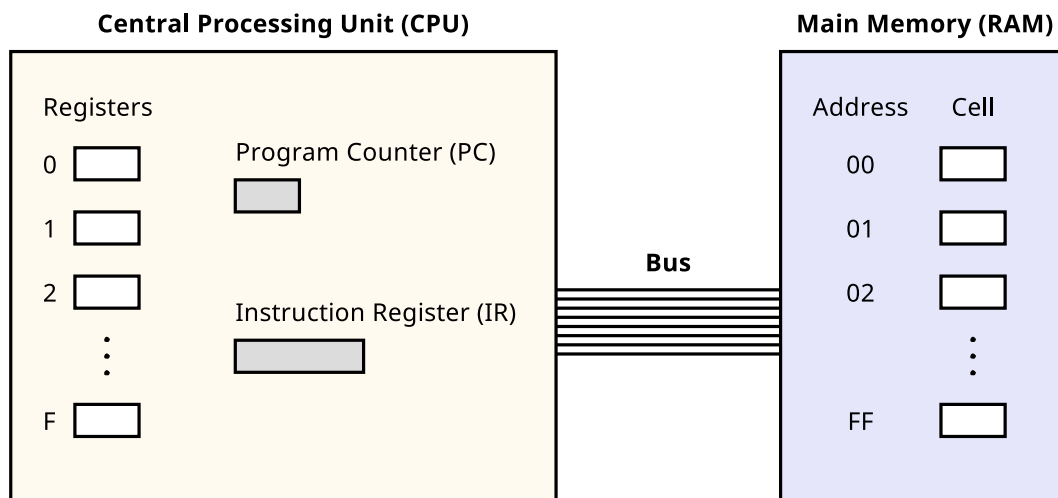 Central Processing Unit (CPU)
Main Memory (RAM)
Registers
0
1
2
F
Program Counter (PC)
Instruction Register (IR)
Bus
Address Cell
00
01
02
FF